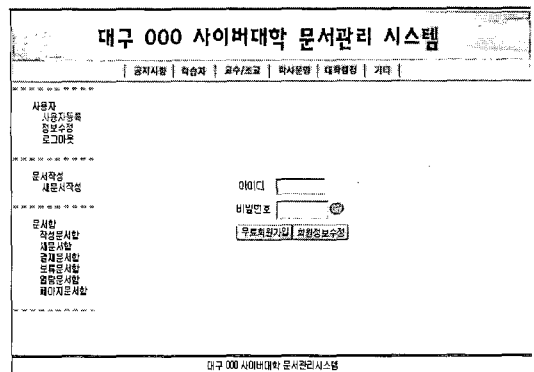 대구 000 사이버대학 문서관리 시스템
공지사항 | 학습자 | 교수/조교 | 학사운영 | 대학행정 | 기타
사용자
사용자등록
정보수정
로그아웃
문서작성
새문서작성
아이디
비밀번호
무료회원가입 회원정보수정
문서함
작성문서함
새문서함
결재문서함
보류문서함
열람문서함
폐이지문서함
대구 000 사이버대학 문서관리시스템